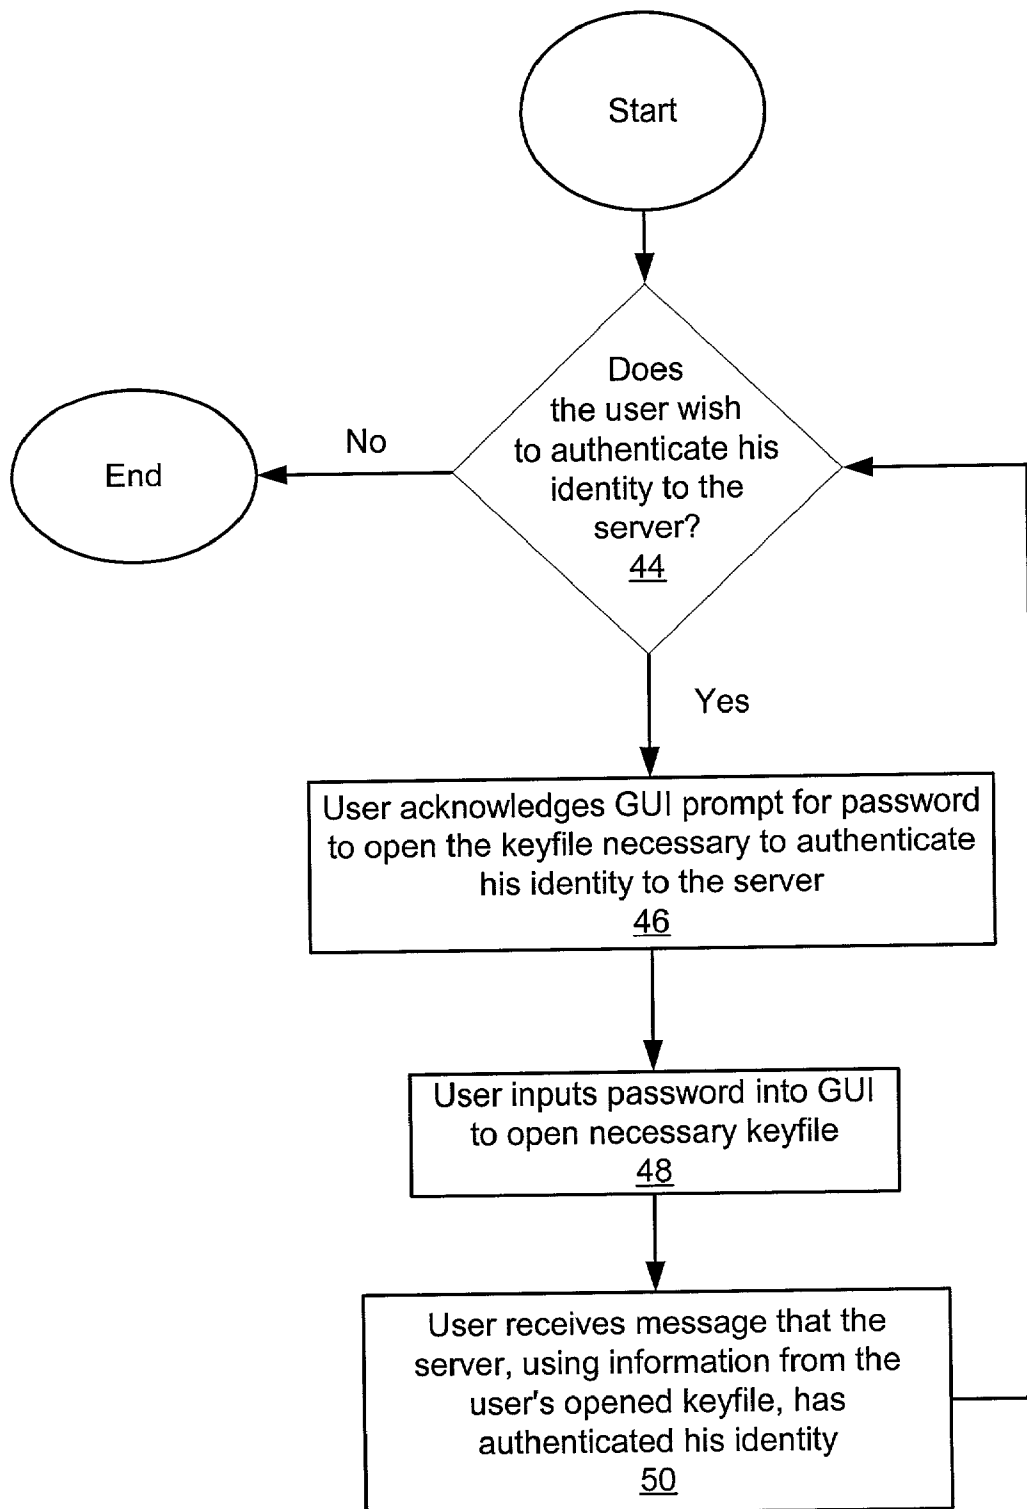 Start
Does
the user wish
to authenticate his
identity to the
server?
44
No
End
Yes
User acknowledges GUI prompt for password
to open the keyfile necessary to authenticate
his identity to the server
46
User inputs password into GUI
to open necessary keyfile
48
User receives message that the
server, using information from the
user's opened keyfile, has
authenticated his identity
50